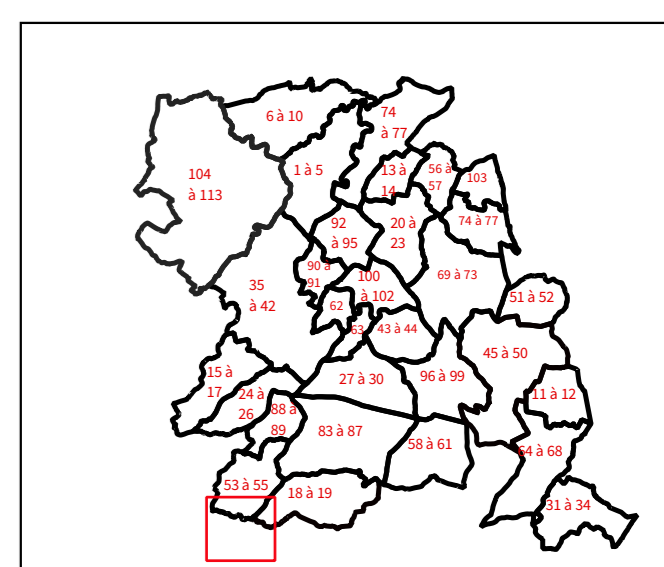 6 à 10
74
à 77
1 à 5
104
à 113
13 à
14
56 à
57
103
92
à 95
20 à
23
74 à 77
90 à
91
100
à 102
69 à 73
35
à 42
62
51 à 52
63
43 à 44
45 à 50
15 à
17
27 à 30
96 à 99
24 à
26
11 à 12
88 à
89
83 à 87
58 à 61
64 à 68
53 à 55
18 à 19
31 à 34